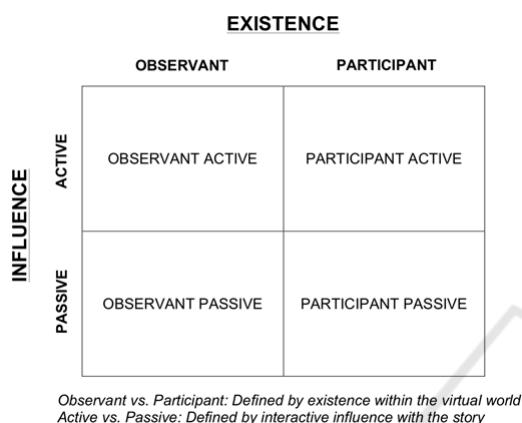 EXISTENCE
OBSERVANT
PARTICIPANT
INFLUENCE
ACTIVE
OBSERVANT ACTIVE
PARTICIPANT ACTIVE
PASSIVE
OBSERVANT PASSIVE
PARTICIPANT PASSIVE
Observant vs. Participant: Defined by existence within the virtual world
Active vs. Passive: Defined by interactive influence with the story